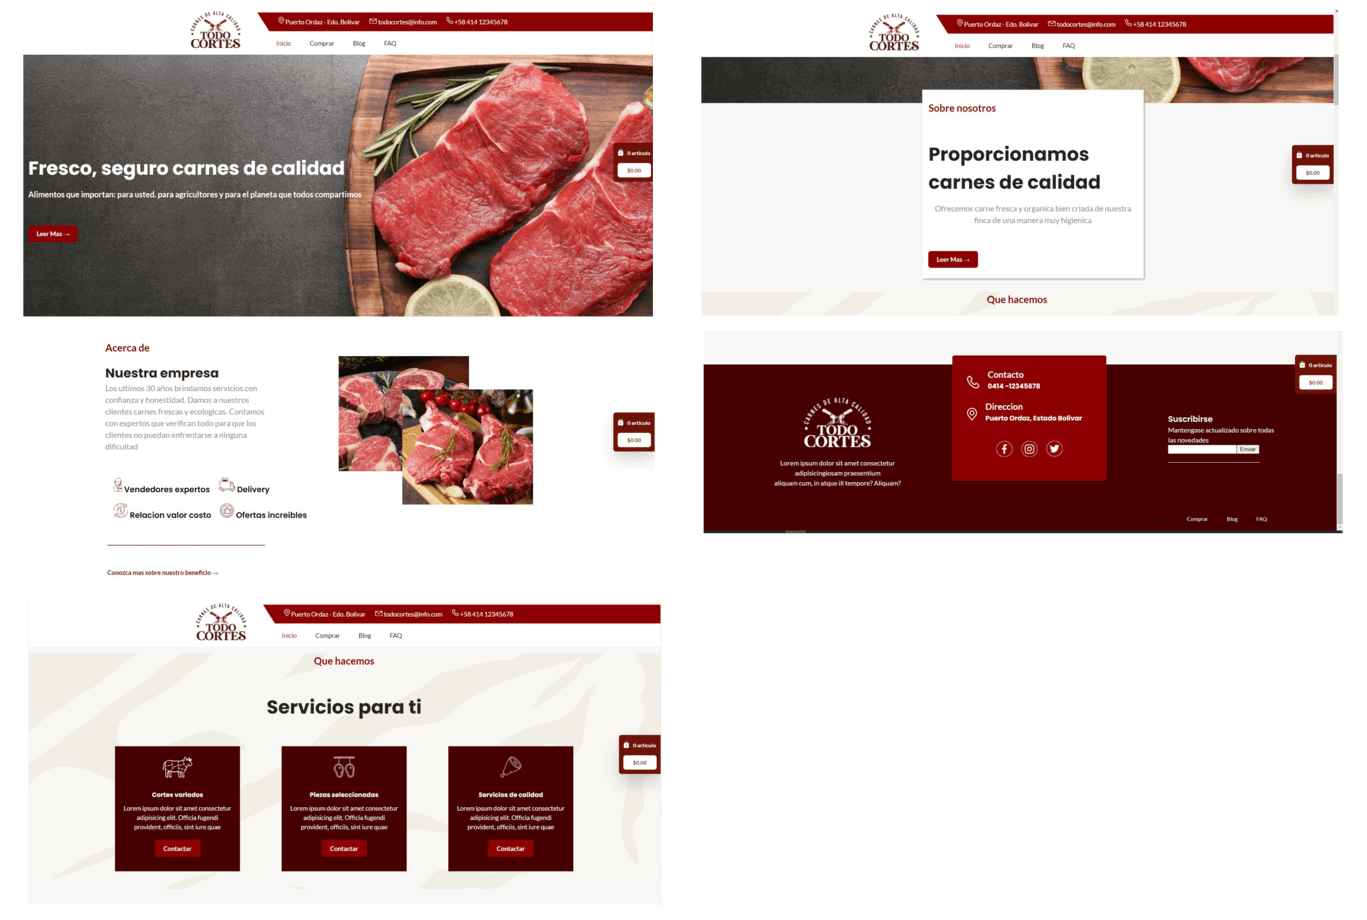 CARNES DE ALTA CALIDAD
TODO
CORTES
Puerto Ordaz - Edo. Bolivar
todocortes@info.com
+58 414 12345678
Inicio
Comprar
Blog
FAQ
Fresco, seguro carnes de calidad
Alimentos que importan: para usted. para agricultores y para el planeta que todos compartimos
Leer Mas →
0 articulo
$0.00
Acerca de
Nuestra empresa
Los ultimos 30 años brindamos servicios con
confianza y honestidad. Damos a nuestros
clientes carnes frescas y ecologicas. Contamos
con expertos que verifican todo para que los
clientes no puedan enfrentarse a ninguna
dificultad
Vendedores expertos
Delivery
Relacion valor costo
Ofertas increibles
Conozca mas sobre nuestro beneficio →
0 articulo
$0.00
CARNES DE ALTA CALIDAD
TODO
CORTES
Puerto Ordaz - Edo. Bolivar
todocortes@info.com
+58 414 12345678
Inicio
Comprar
Blog
FAQ
Que hacemos
Servicios para ti
Cortes variados
Lorem ipsum dolor sit amet consectetur
adipisicing elit. Officia fugendi
provident, officiis, sint iure quae
Contactar
Piezas seleccionadas
Lorem ipsum dolor sit amet consectetur
adipisicing elit. Officia fugendi
provident, officiis, sint iure quae
Contactar
Servicios de calidad
Lorem ipsum dolor sit amet consectetur
adipisicing elit. Officia fugendi
provident, officiis, sint iure quae
Contactar
0 articulo
$0.00
CARNES DE ALTA CALIDAD
TODO
CORTES
Puerto Ordaz - Edo. Bolivar
todocortes@info.com
+58 414 12345678
Inicio
Comprar
Blog
FAQ
Sobre nosotros
Proporcionamos
carnes de calidad
Ofrecemos carne fresca y organica bien criada de nuestra
finca de una manera muy higienica
Leer Mas →
0 articulo
$0.00
Que hacemos
CARNES DE ALTA CALIDAD
TODO
CORTES
Lorem ipsum dolor sit amet consectetur
adipisicingiosam praesentium
aliquam cum, in atque ill tempore? Aliquam?
Contacto
0414 -12345678
Direccion
Puerto Ordaz, Estado Bolivar
Suscribirse
Mantengase actualizado sobre todas
las novedades
Enviar
0 articulo
$0.00
Comprar
Blog
FAQ